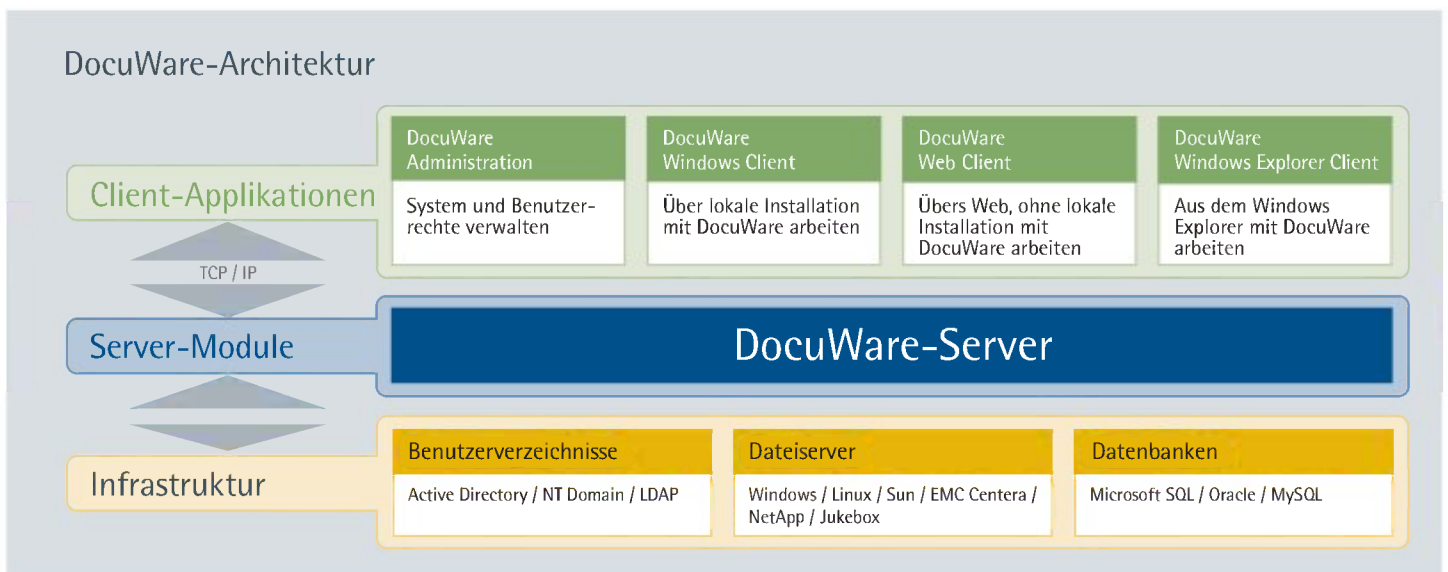 DocuWare-Architektur
Client-Applikationen
DocuWare
Administration
System und Benutzer-
rechte verwalten
DocuWare
Windows Client
Über lokale Installation
mit DocuWare arbeiten
DocuWare
Web Client
Übers Web, ohne lokale
Installation mit
DocuWare arbeiten
DocuWare
Windows Explorer Client
Aus dem Windows
Explorer mit DocuWare
arbeiten
TCP / IP
Server-Module
DocuWare-Server
Infrastruktur
Benutzerverzeichnisse
Active Directory / NT Domain / LDAP
Dateiserver
Windows / Linux / Sun / EMC Centera /
NetApp / Jukebox
Datenbanken
Microsoft SQL / Oracle / MySQL